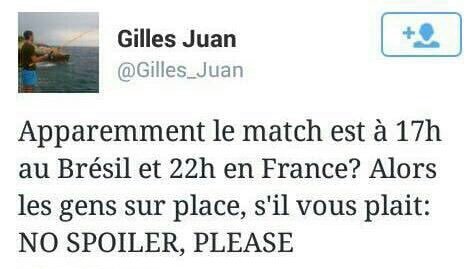 Gilles Juan
@Gilles_Juan
Apparemment le match est à 17h
au Brésil et 22h en France? Alors
les gens sur place, s'il vous plait:
NO SPOILER, PLEASE